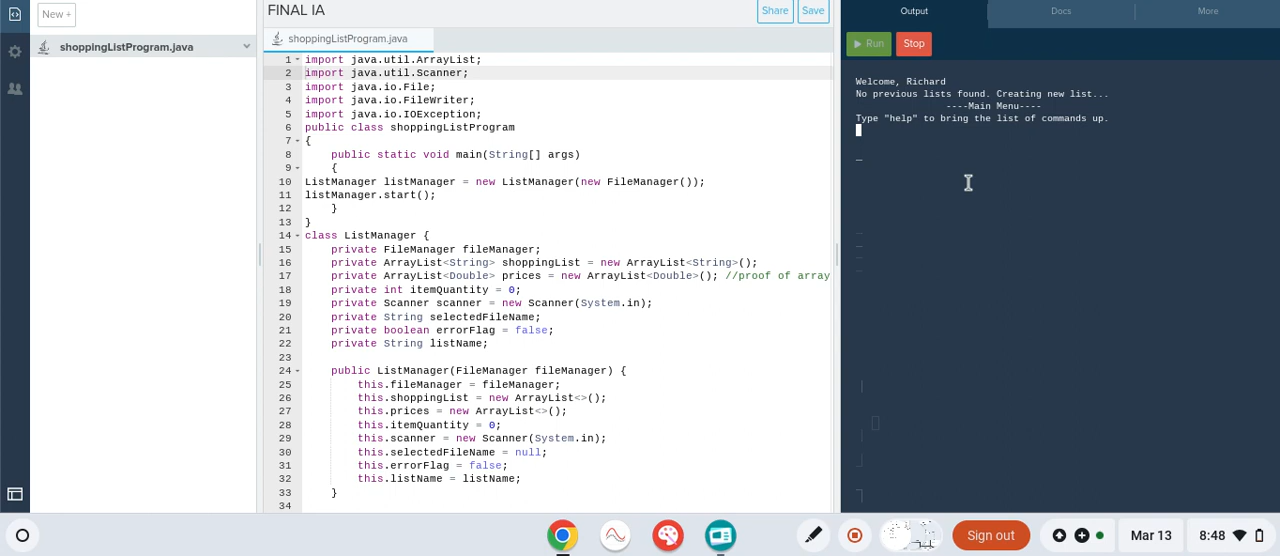 New +
shoppingListProgram.java
FINAL IA
Share
Save
shoppingListProgram.java
1 import java.util.ArrayList;
2 import java.util.Scanner;
3 import java.io.File;
4 import java.io.FileWriter;
5 import java.io.IOException;
6 public class shoppingListProgram
7 {
8 public static void main(String[] args)
9 {
10 ListManager listManager = new ListManager(new FileManager());
11 listManager.start();
12 }
13 }
14 class ListManager {
15 private FileManager fileManager;
16 private ArrayList<String> shoppingList = new ArrayList<String>();
17 private ArrayList<Double> prices = new ArrayList<Double>(); //proof of array
18 private int itemQuantity = 0;
19 private Scanner scanner = new Scanner(System.in);
20 private String selectedFileName;
21 private boolean errorFlag = false;
22 private String listName;
23
24 public ListManager(FileManager fileManager) {
25 this.fileManager = fileManager;
26 this.shoppingList = new ArrayList<>();
27 this.prices = new ArrayList<>();
28 this.itemQuantity = 0;
29 this.scanner = new Scanner(System.in);
30 this.selectedFileName = null;
31 this.errorFlag = false;
32 this.listName = listName;
33 }
34
Output
Docs
More
Run
Stop
Welcome, Richard
No previous lists found. Creating new list...
----Main Menu----
Type "help" to bring the list of commands up.
Sign out
Mar 13
8:48